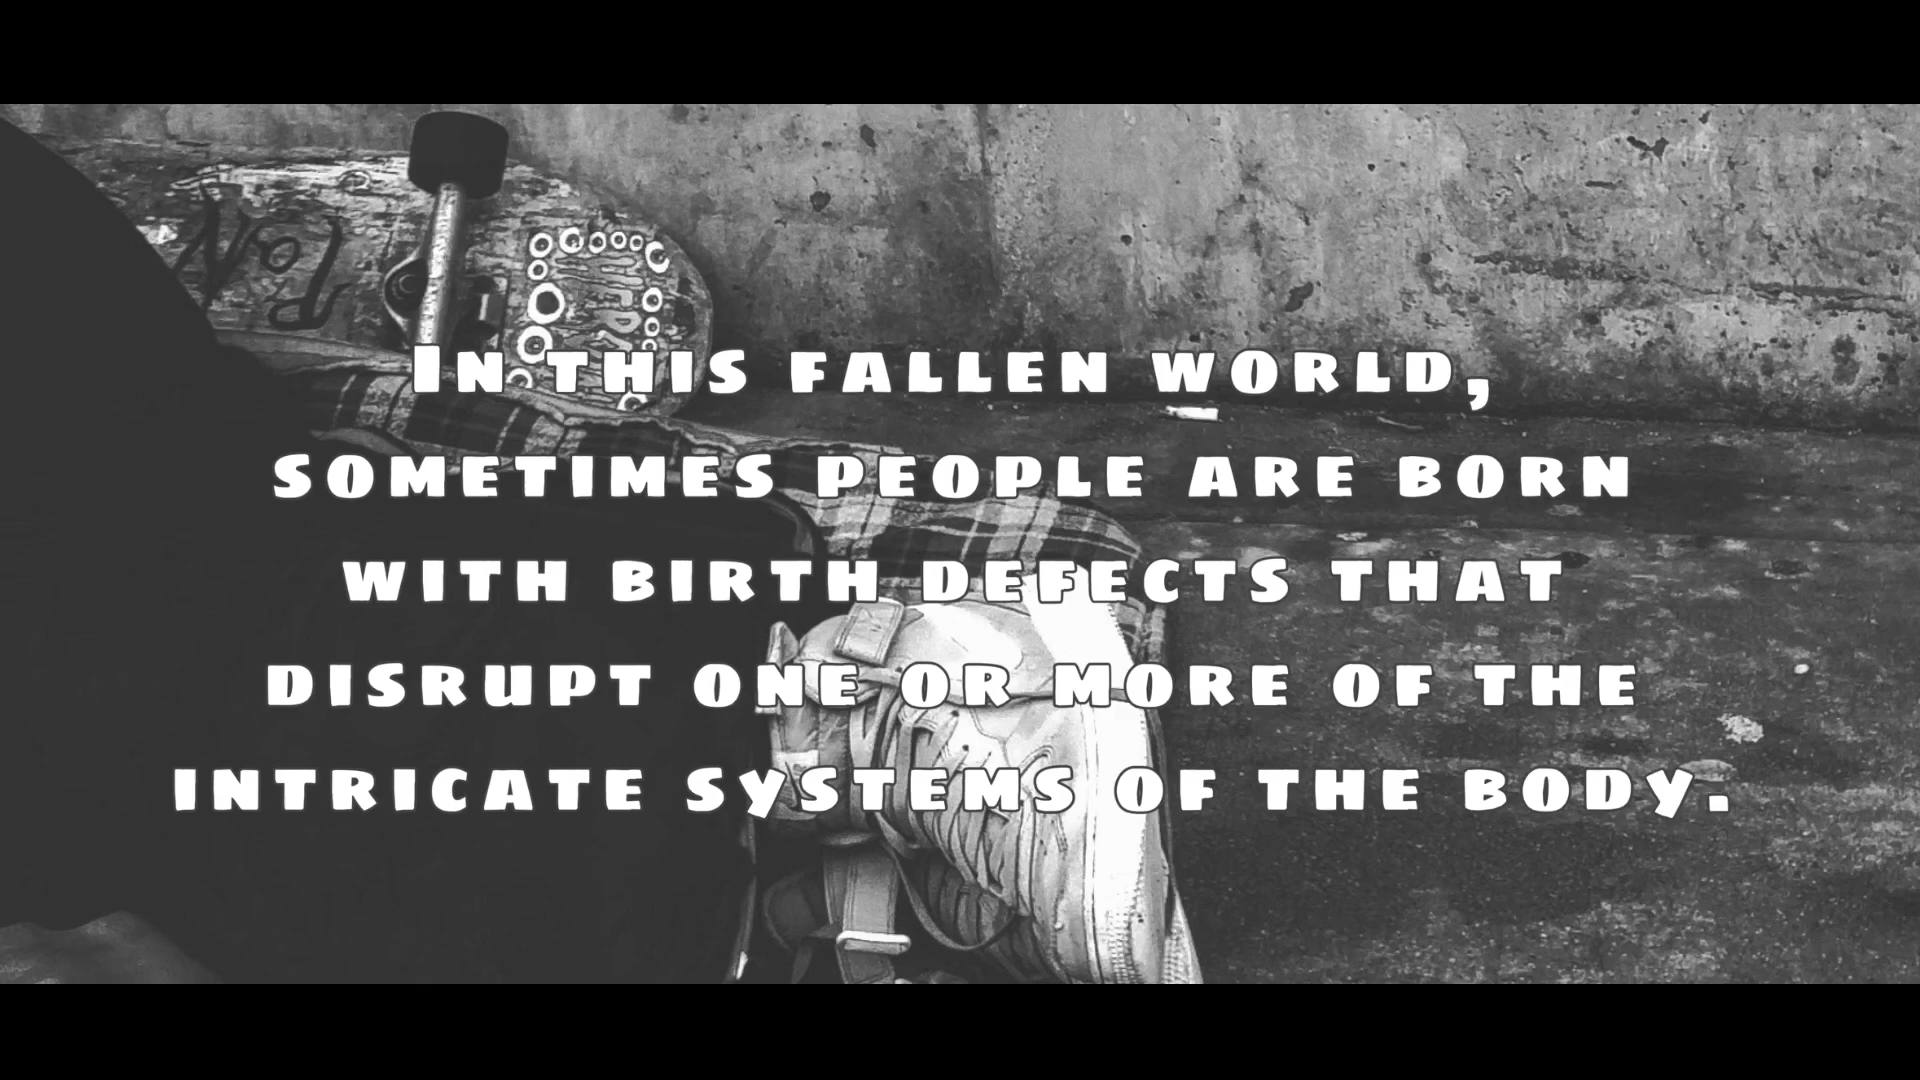 In this fallen world,
sometimes people are born
with birth defects that
disrupt one or more of the
intricate systems of the body.
RoN